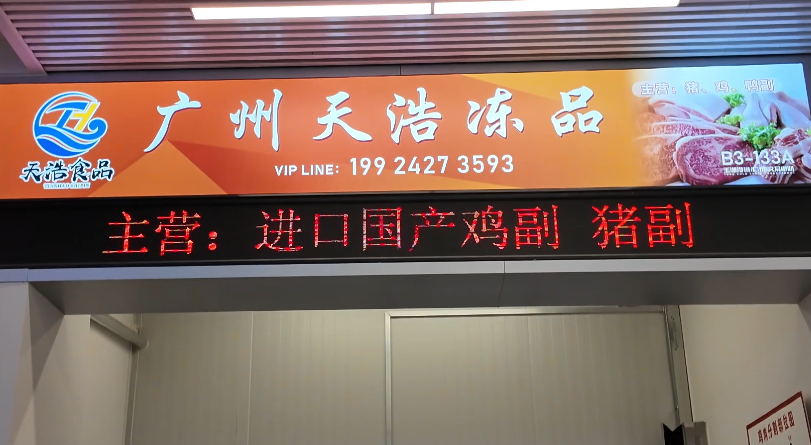 广州天浩冻品
VIP LINE: 199 2427 3593
天浩食品
主营：猪、鸡、鸭副
B3-133A
主营：进口国产鸡副 猪副